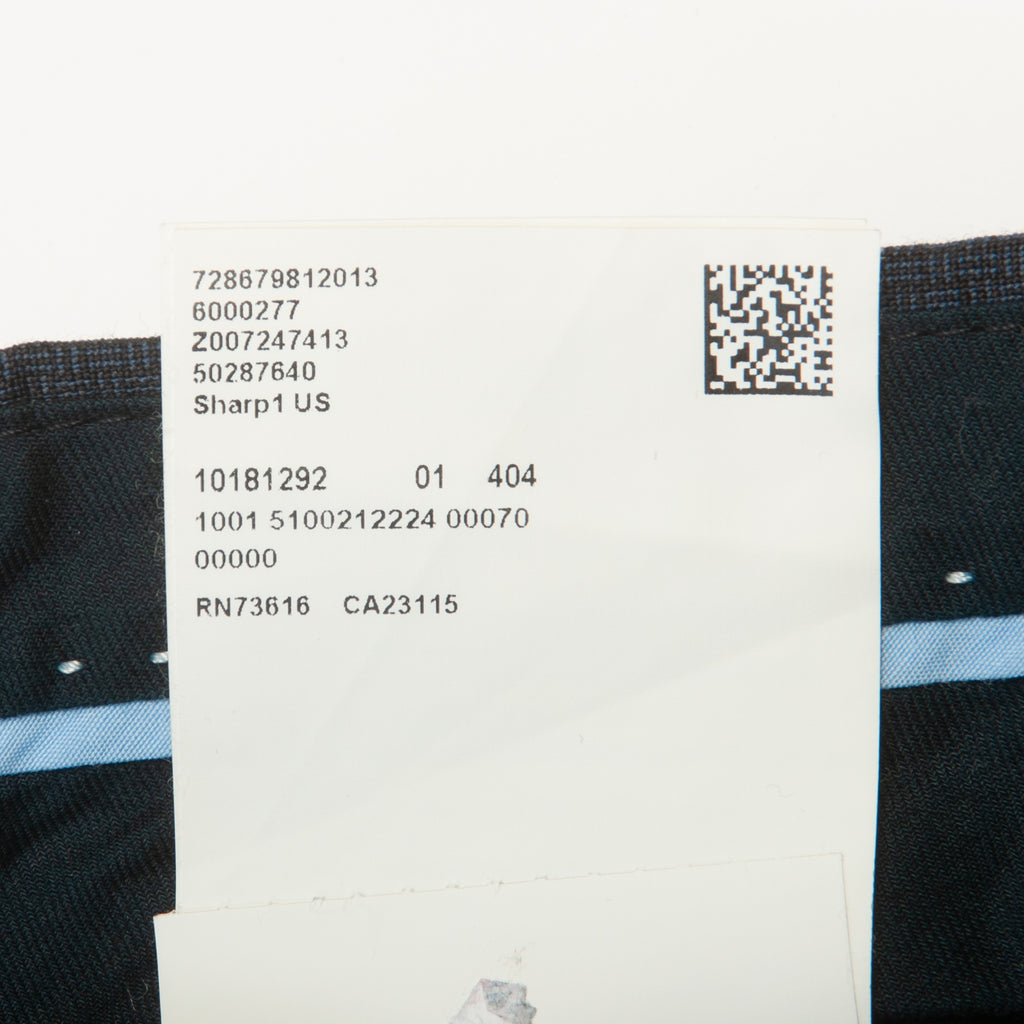 728679812013
6000277
Z007247413
50287640
Sharp1 US
10181292 01 404
1001 5100212224 00070
00000
RN73616 CA23115